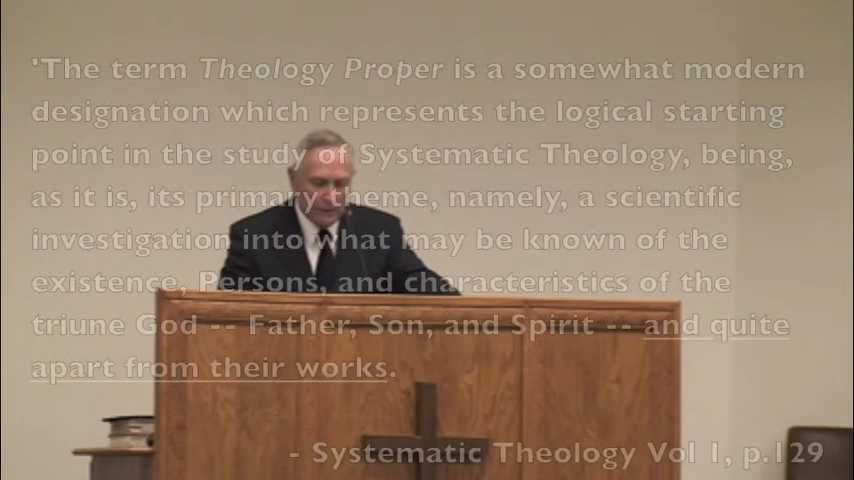 'The term Theology Proper is a somewhat modern
designation which represents the logical starting
point in the study of Systematic Theology, being,
as it is, its primary theme, namely, a scientific
investigation into what may be known of the
existence, Persons, and characteristics of the
triune God -- Father, Son, and Spirit -- and quite
apart from their works.
- Systematic Theology Vol 1, p.129